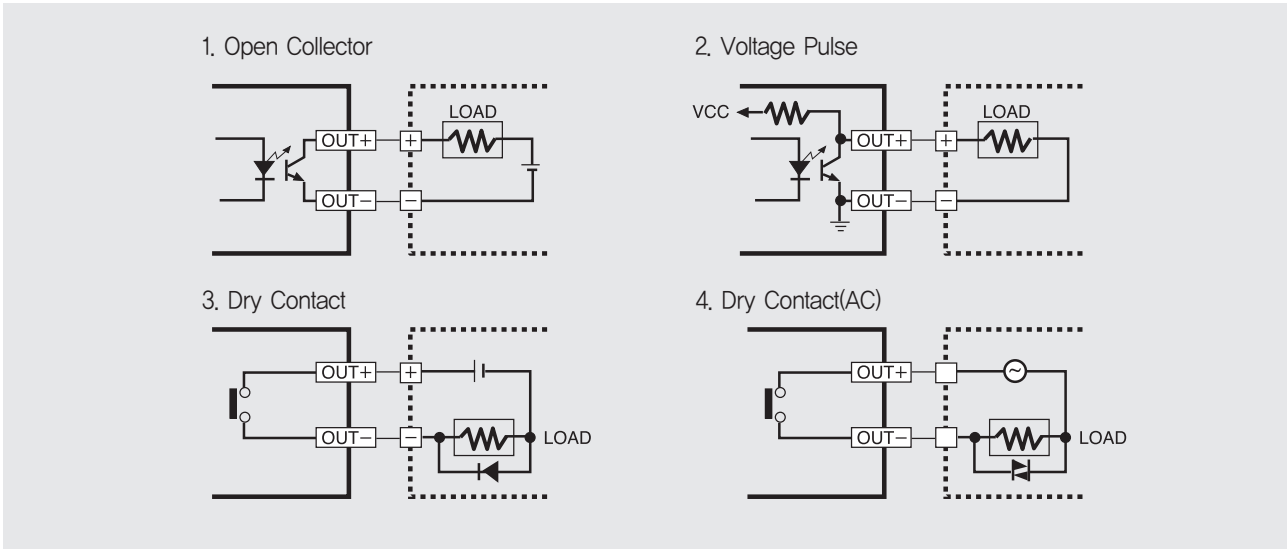 1. Open Collector
LOAD
OUT+
+
OUT−
−
2. Voltage Pulse
VCC
LOAD
OUT+
+
OUT−
−
3. Dry Contact
OUT+
+
OUT−
−
LOAD
4. Dry Contact(AC)
OUT+
~
OUT−
LOAD